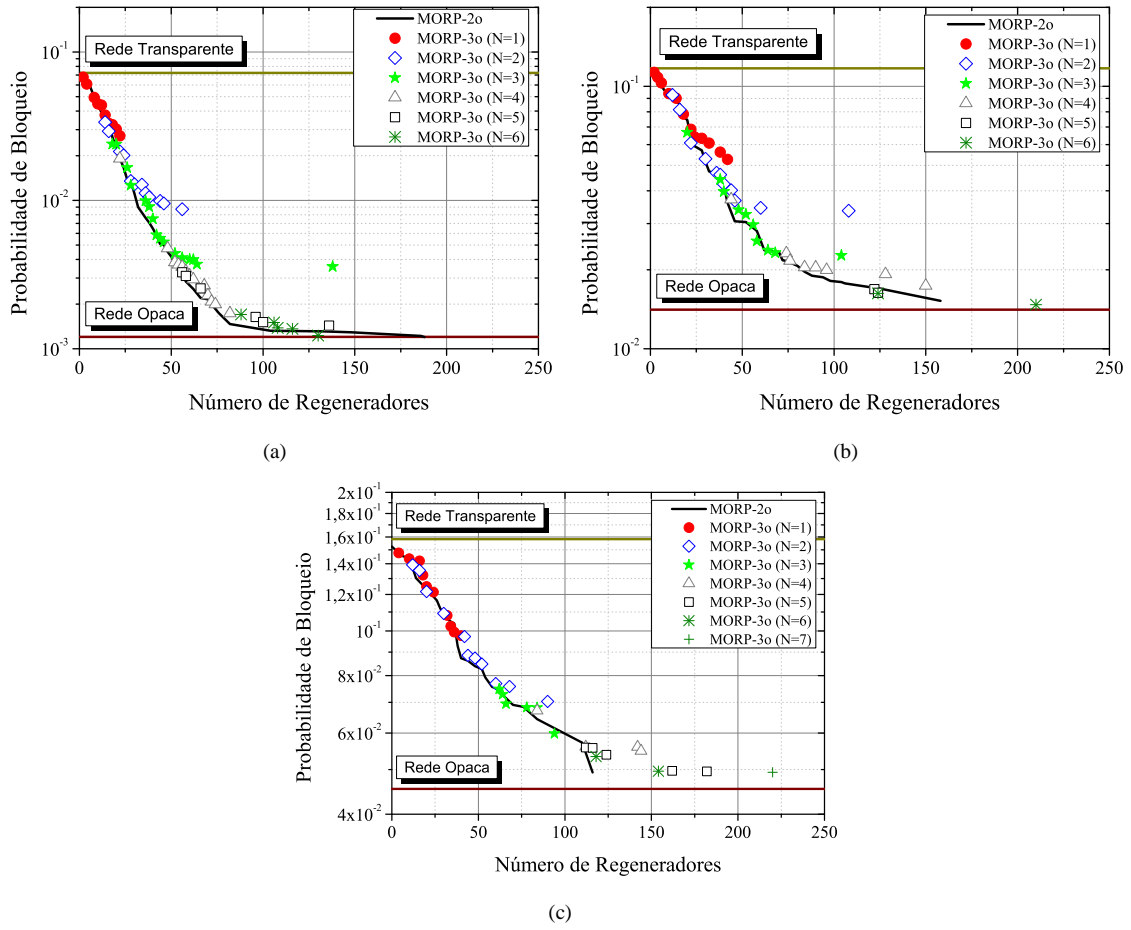 10⁻¹
10⁻²
10⁻³
Probabilidade de Bloqueio
Rede Transparente
Rede Opaca
MORP-2o
MORP-3o (N=1)
MORP-3o (N=2)
MORP-3o (N=3)
MORP-3o (N=4)
MORP-3o (N=5)
MORP-3o (N=6)
0 25 50 75 100 125 150 175 200 225 250
Número de Regeneradores
(a)
10⁻¹
10⁻²
Probabilidade de Bloqueio
Rede Transparente
Rede Opaca
MORP-2o
MORP-3o (N=1)
MORP-3o (N=2)
MORP-3o (N=3)
MORP-3o (N=4)
MORP-3o (N=5)
MORP-3o (N=6)
0 50 100 150 200 250
Número de Regeneradores
(b)
2x10⁻¹
1,8x10⁻¹
1,6x10⁻¹
1,4x10⁻¹
1,2x10⁻¹
10⁻¹
8x10⁻²
6x10⁻²
4x10⁻²
Probabilidade de Bloqueio
Rede Transparente
Rede Opaca
MORP-2o
MORP-3o (N=1)
MORP-3o (N=2)
MORP-3o (N=3)
MORP-3o (N=4)
MORP-3o (N=5)
MORP-3o (N=6)
MORP-3o (N=7)
0 50 100 150 200 250
Número de Regeneradores
(c)